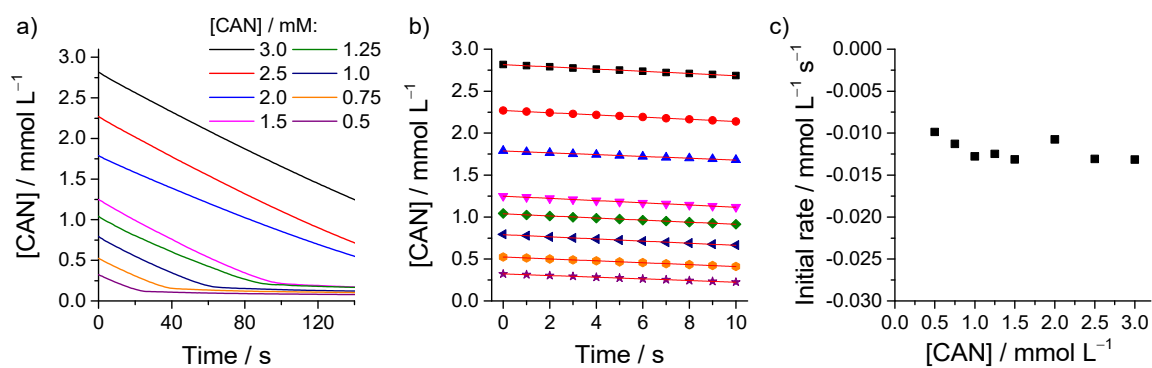 a)
[CAN] / mM:
3.0 1.25
2.5 1.0
2.0 0.75
1.5 0.5
[CAN] / mmol L⁻¹
3.0
2.5
2.0
1.5
1.0
0.5
0.0
0 40 80 120
Time / s
b)
[CAN] / mmol L⁻¹
3.0
2.5
2.0
1.5
1.0
0.5
0.0
0 2 4 6 8 10
Time / s
c)
Initial rate / mmol L⁻¹ s⁻¹
0.000
-0.005
-0.010
-0.015
-0.020
-0.025
-0.030
0.0 0.5 1.0 1.5 2.0 2.5 3.0
[CAN] / mmol L⁻¹